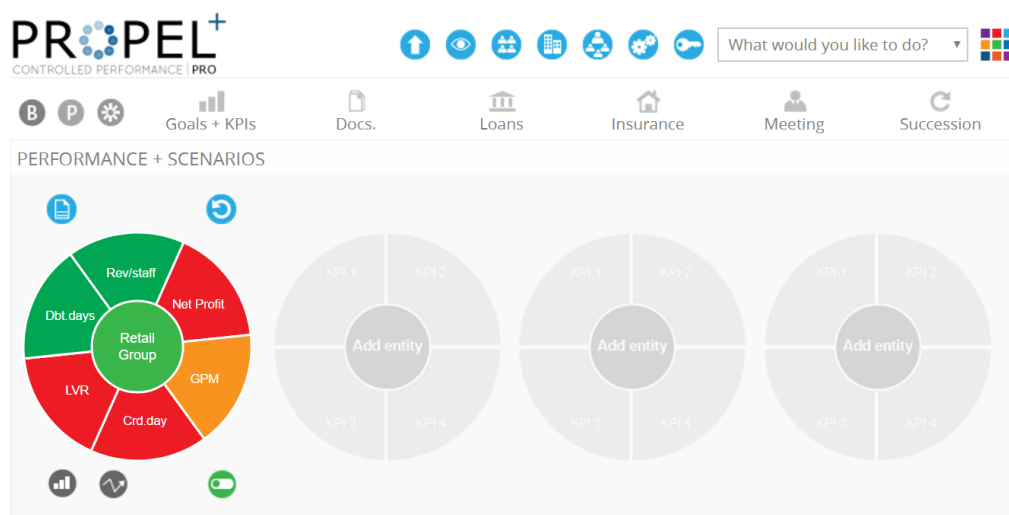 PROPEL+
CONTROLLED PERFORMANCE PRO
What would you like to do?
B P
Goals + KPIs
Docs.
Loans
Insurance
Meeting
Succession
PERFORMANCE + SCENARIOS
Rev/staff
Net Profit
Dbt.days
Retail
Group
GPM
LVR
Crd.day
KPI 1
KPI 2
Add entity
KPI 3
KPI 4
KPI 1
KPI 2
Add entity
KPI 3
KPI 4
KPI 1
KPI 2
Add entity
KPI 3
KPI 4